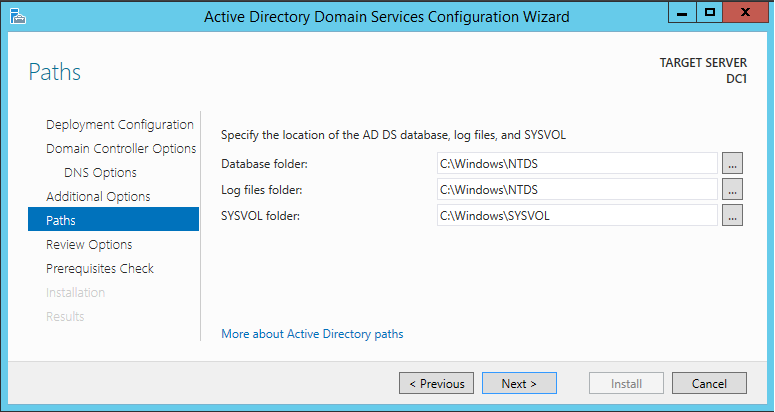 Active Directory Domain Services Configuration Wizard
Paths
TARGET SERVER
DC1
Deployment Configuration
Domain Controller Options
DNS Options
Additional Options
Paths
Review Options
Prerequisites Check
Installation
Results
Specify the location of the AD DS database, log files, and SYSVOL
Database folder: C:\Windows\NTDS ...
Log files folder: C:\Windows\NTDS ...
SYSVOL folder: C:\Windows\SYSVOL ...
More about Active Directory paths
< Previous Next > Install Cancel